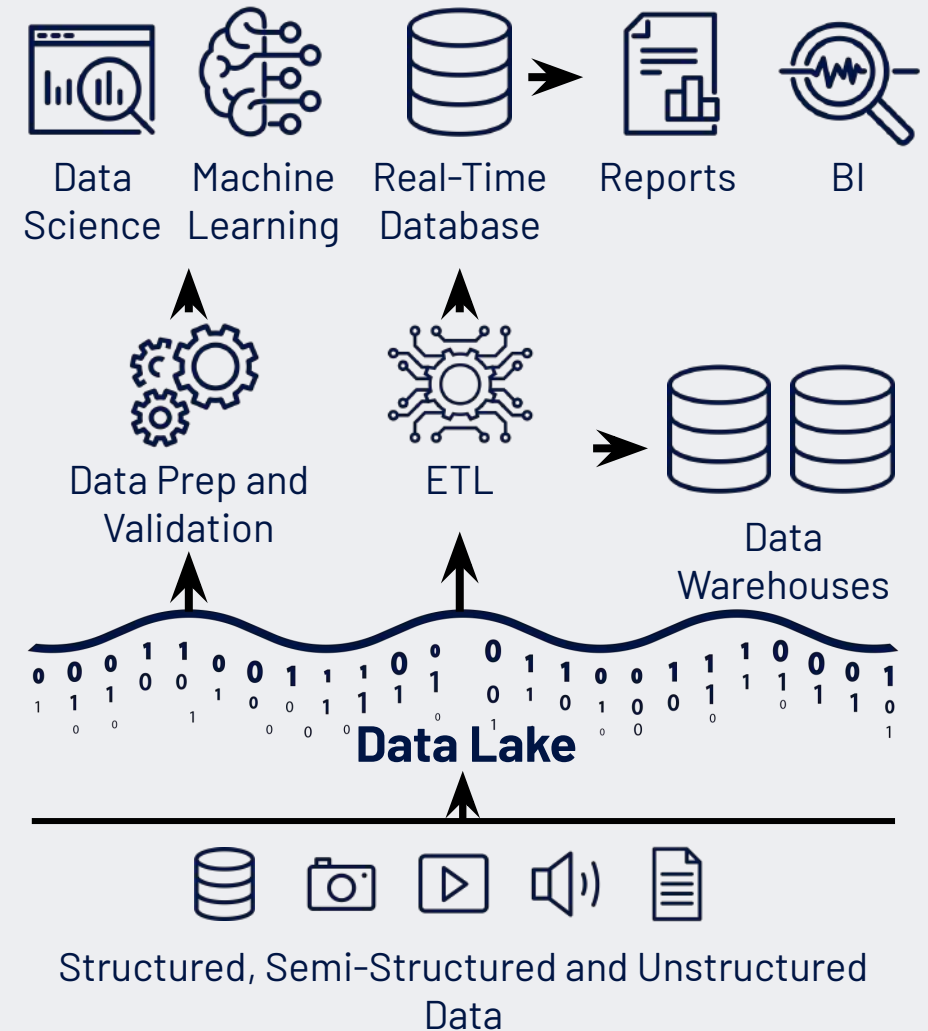 Data
Science
Machine
Learning
Real-Time
Database
Reports
BI
Data Prep and
Validation
ETL
Data
Warehouses
Data Lake
Structured, Semi-Structured and Unstructured
Data